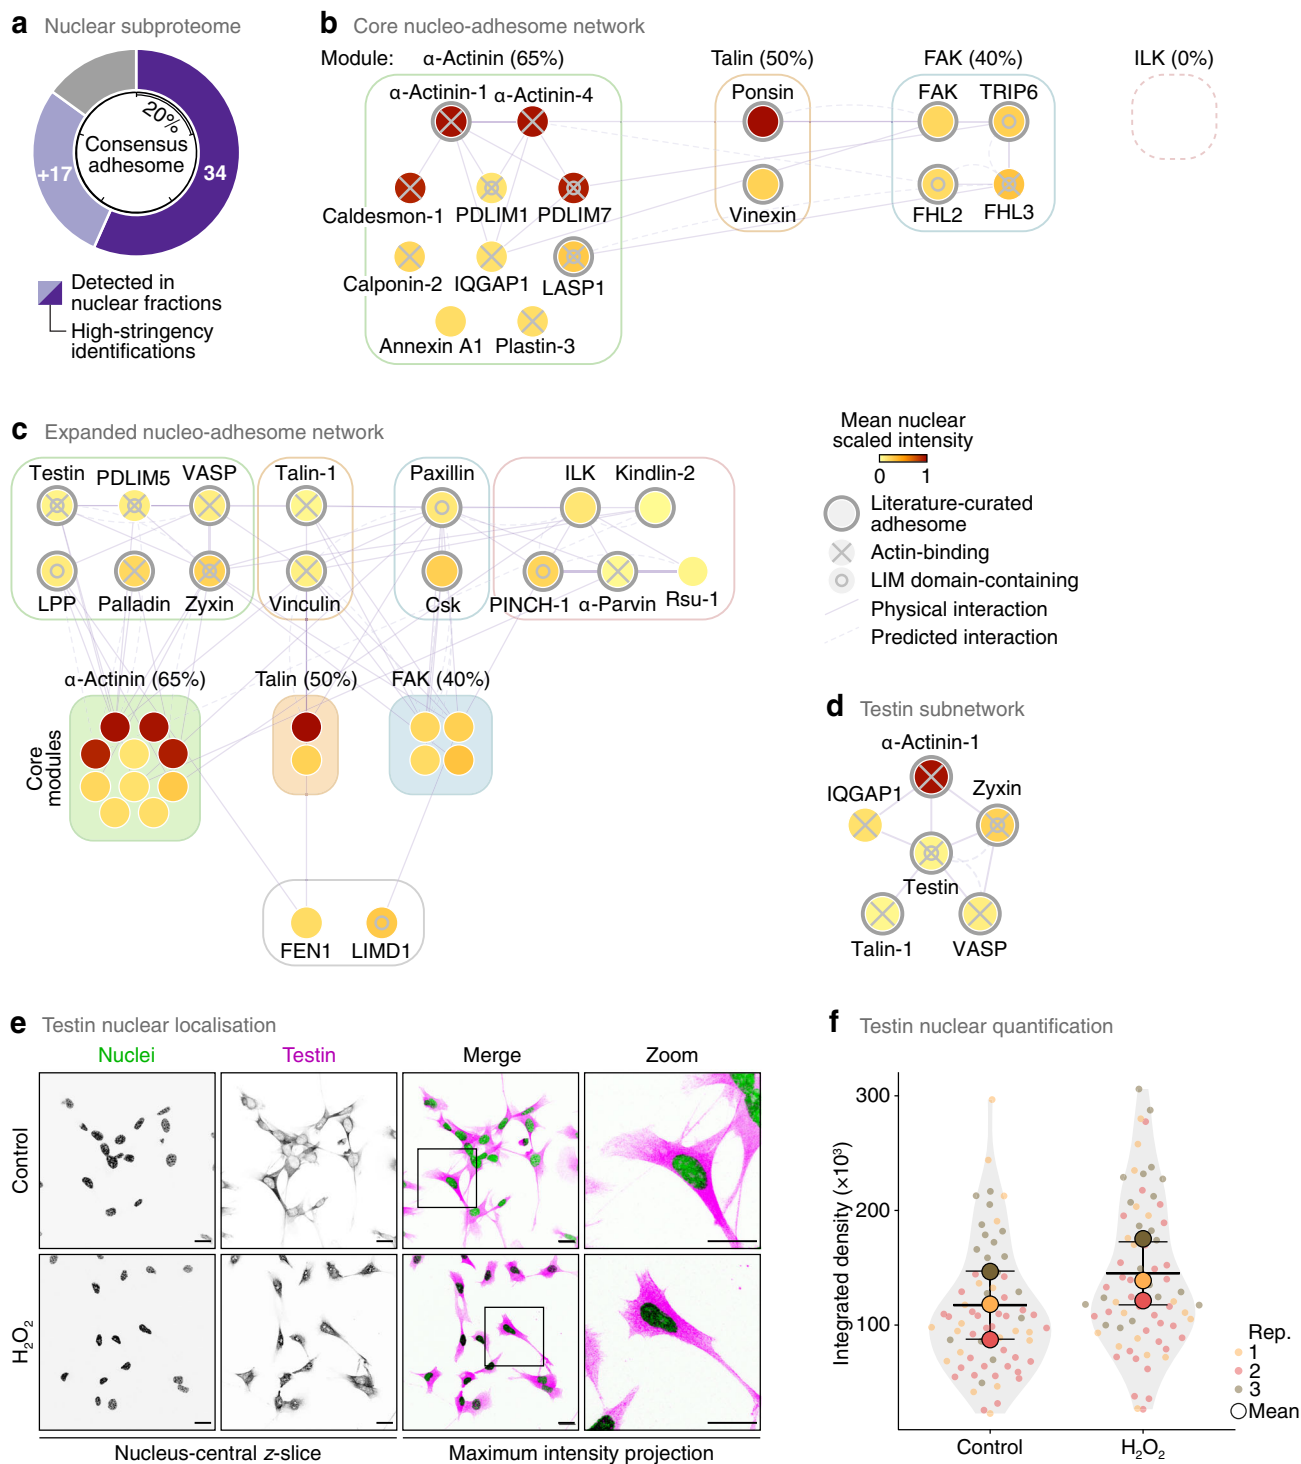 a Nuclear subproteome
20%
Consensus
adhesome
+17
34
Detected in
nuclear fractions
High-stringency
identifications
b Core nucleo-adhesome network
Module: α-Actinin (65%) Talin (50%) FAK (40%) ILK (0%)
α-Actinin-1 α-Actinin-4 Ponsin FAK TRIP6
Caldesmon-1 PDLIM1 PDLIM7 Vinexin FHL2 FHL3
Calponin-2 IQGAP1 LASP1
Annexin A1 Plastin-3
c Expanded nucleo-adhesome network
Testin PDLIM5 VASP Talin-1 Paxillin ILK Kindlin-2
LPP Palladin Zyxin Vinculin Csk PINCH-1 α-Parvin Rsu-1
α-Actinin (65%) Talin (50%) FAK (40%)
Core
modules
FEN1 LIMD1
Mean nuclear
scaled intensity
0 1
Literature-curated
adhesome
Actin-binding
LIM domain-containing
Physical interaction
Predicted interaction
d Testin subnetwork
α-Actinin-1
IQGAP1 Zyxin
Testin
Talin-1 VASP
e Testin nuclear localisation
Nuclei Testin Merge Zoom
Control
H₂O₂
Nucleus-central z-slice Maximum intensity projection
f Testin nuclear quantification
Integrated density (×10³)
300
200
100
Control H₂O₂
Rep.
1
2
3
Mean